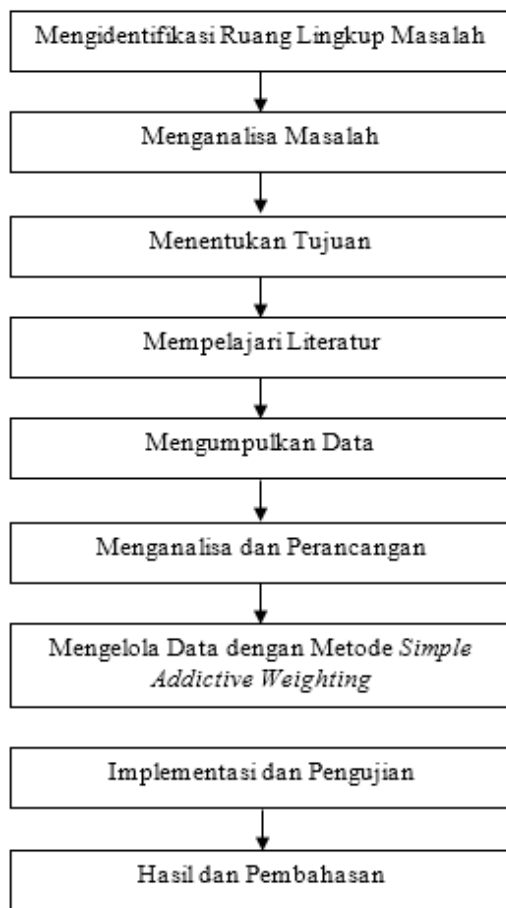 Mengidentifikasi Ruang Lingkup Masalah
Menganalisa Masalah
Menentukan Tujuan
Mempelajari Literatur
Mengumpulkan Data
Menganalisa dan Perancangan
Mengelola Data dengan Metode Simple
Addictive Weighting
Implementasi dan Pengujian
Hasil dan Pembahasan